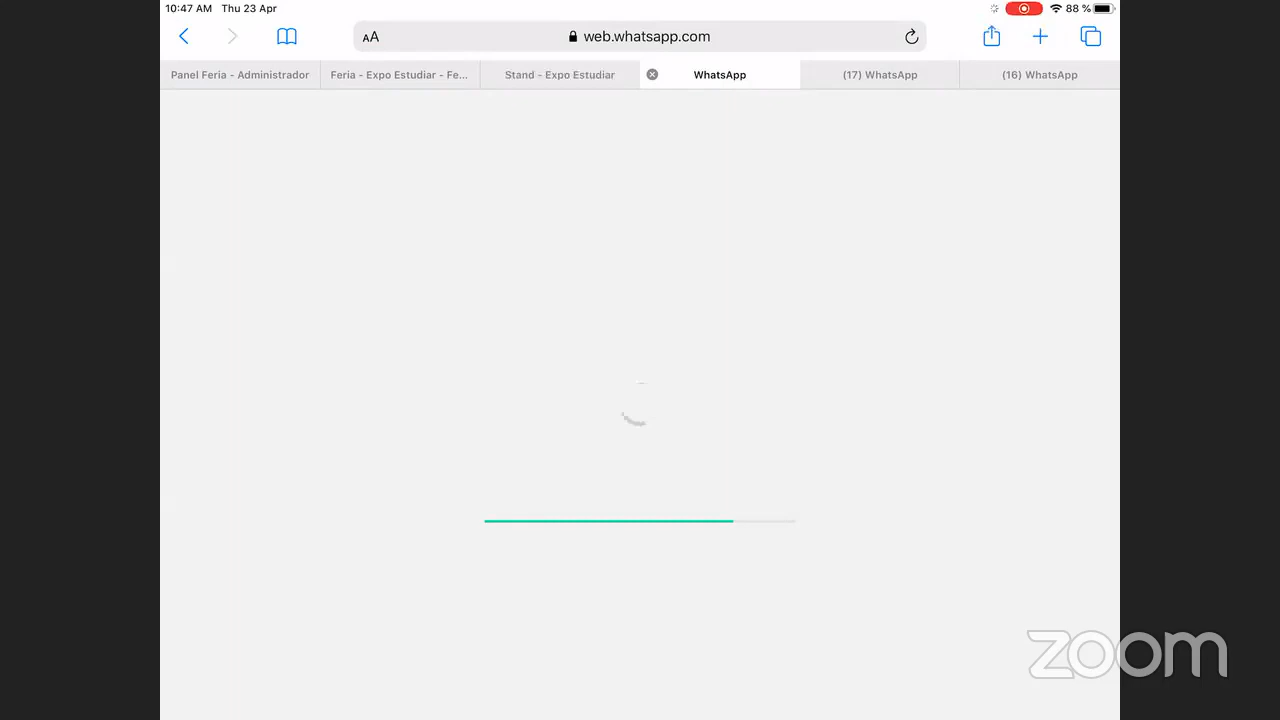 10:47 AM Thu 23 Apr
88 %
AA
web.whatsapp.com
Panel Feria - Administrador
Feria - Expo Estudiar - Fe...
Stand - Expo Estudiar
WhatsApp
(17) WhatsApp
(16) WhatsApp
zoom